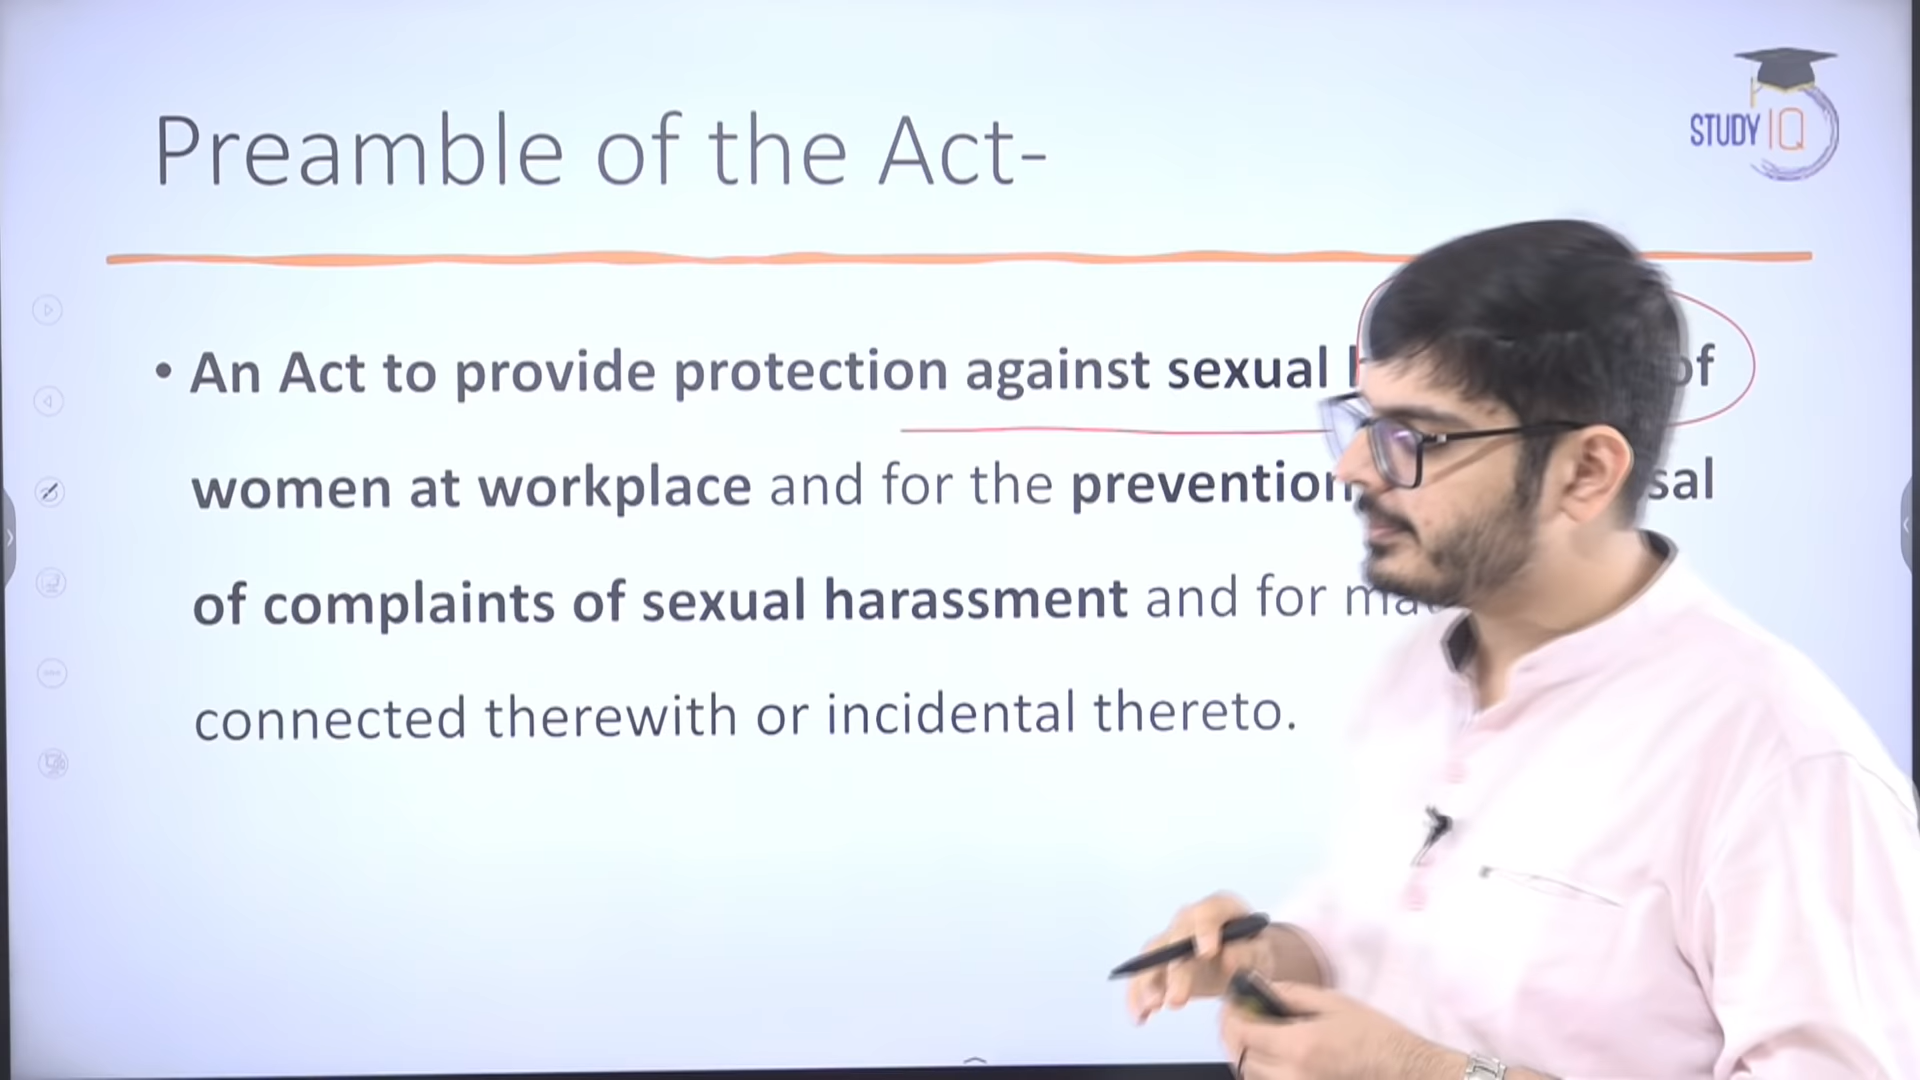 Preamble of the Act-
STUDY IQ
• An Act to provide protection against sexual of
women at workplace and for the prevention
of complaints of sexual harassment and for
connected therewith or incidental thereto.